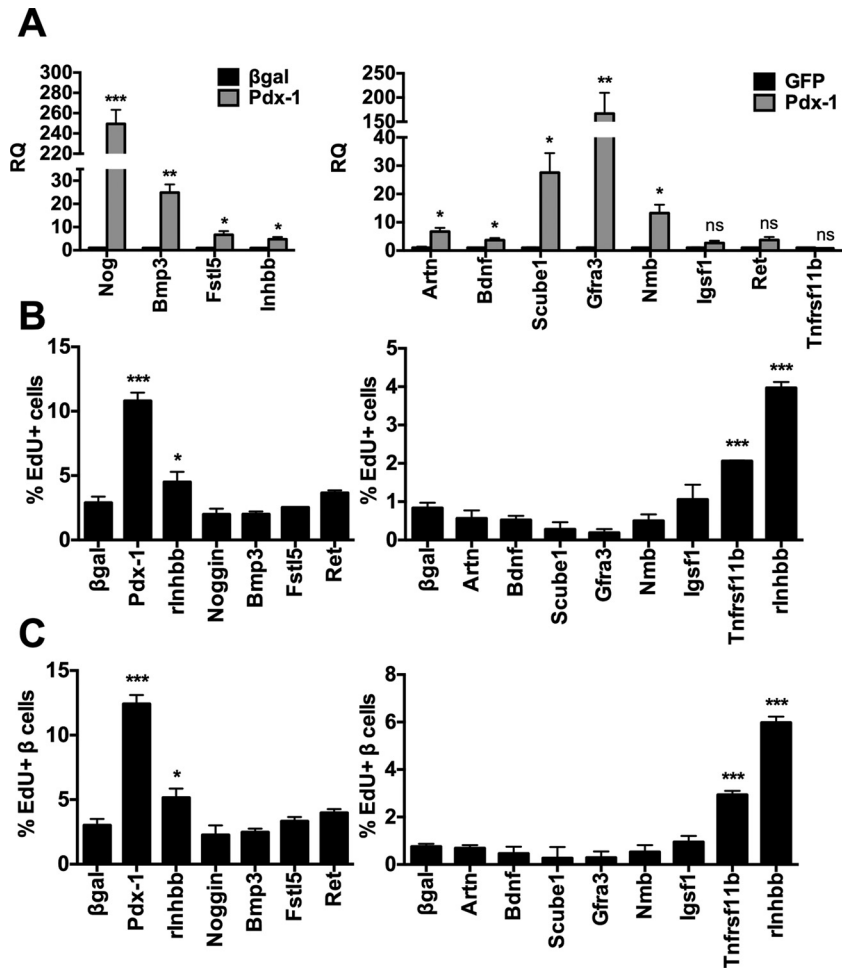 A
RQ
300
280
260
240
220
200
25
20
15
10
5
0
βgal
Pdx-1
***
**
*
*
Nog
Bmp3
Fstl5
Inhbb
RQ
250
200
150
100
40
30
20
10
0
GFP
Pdx-1
*
*
*
**
*
ns
ns
ns
Artn
Bdnf
Scube1
Gfra3
Nmb
Igsf1
Ret
Tnfrsf11b
B
% EdU+ cells
15
10
5
0
***
*
βgal
Pdx-1
rInhbb
Noggin
Bmp3
Fstl5
Ret
% EdU+ cells
5
4
3
2
1
0
***
***
βgal
Artn
Bdnf
Scube1
Gfra3
Nmb
Igsf1
Tnfrsf11b
rInhbb
C
% EdU+ β cells
15
10
5
0
***
*
βgal
Pdx-1
rInhbb
Noggin
Bmp3
Fstl5
Ret
% EdU+ β cells
8
6
4
2
0
***
***
βgal
Artn
Bdnf
Scube1
Gfra3
Nmb
Igsf1
Tnfrsf11b
rInhbb